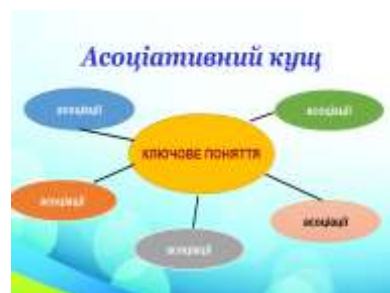 Асоціативний кущ
асоціації
асоціації
КЛЮЧОВЕ ПОНЯТТЯ
асоціації
асоціації
асоціації